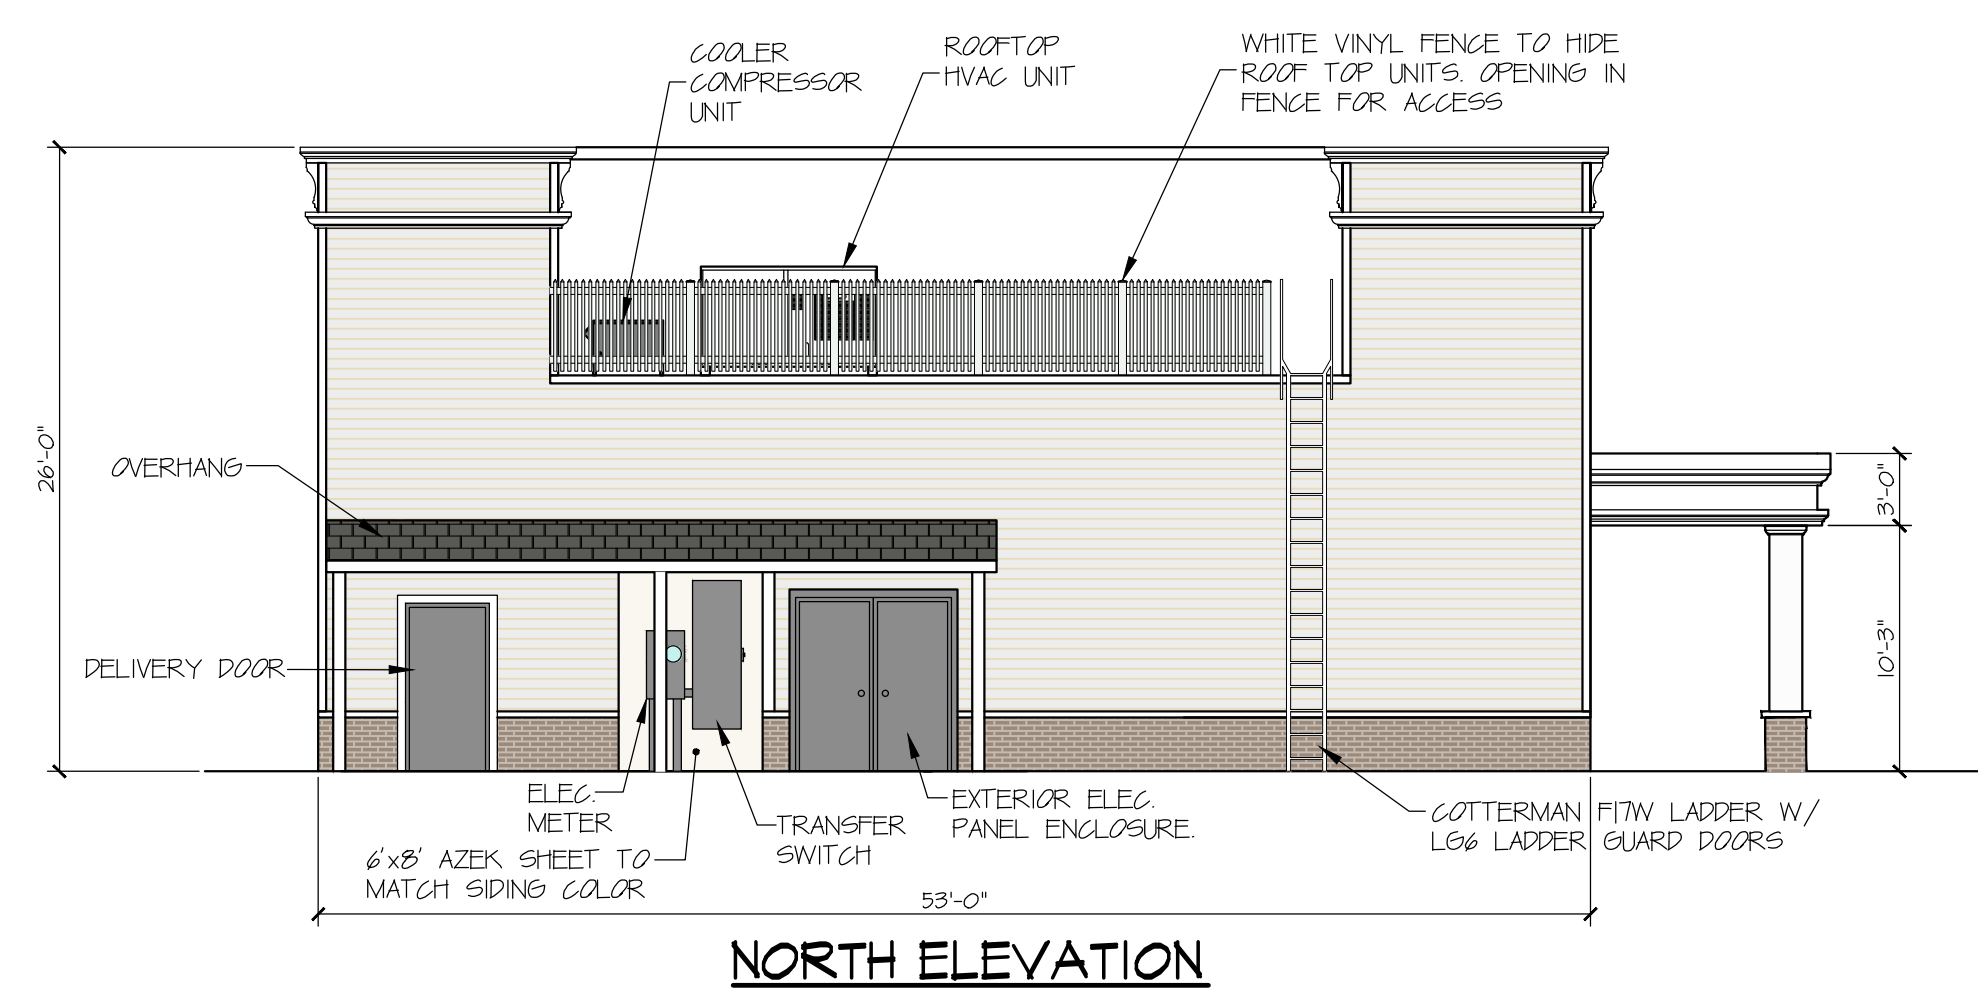 COOLER
COMPRESSOR
UNIT
ROOFTOP
HVAC UNIT
WHITE VINYL FENCE TO HIDE
ROOF TOP UNITS. OPENING IN
FENCE FOR ACCESS
26'-0"
OVERHANG
3'-0"
10'-3"
DELIVERY DOOR
ELEC.
METER
6'x8' AZEK SHEET TO
MATCH SIDING COLOR
TRANSFER
SWITCH
EXTERIOR ELEC.
PANEL ENCLOSURE.
COTTERMAN F17W LADDER W/
LG6 LADDER GUARD DOORS
53'-0"
NORTH ELEVATION